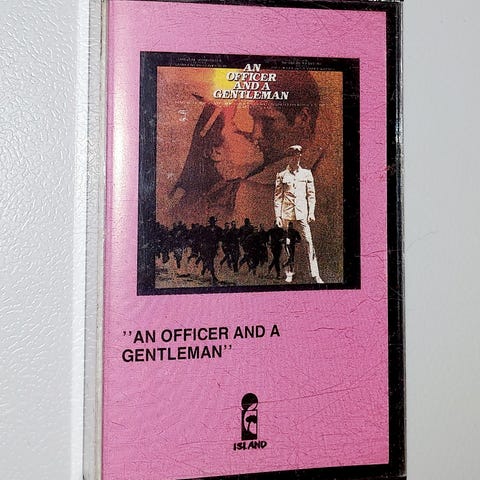 AN
OFFICER
AND A
GENTLEMAN
''AN OFFICER AND A
GENTLEMAN''
ISLAND